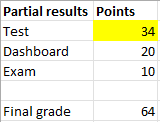 Partial results Points
Test 34
Dashboard 20
Exam 10
Final grade 64